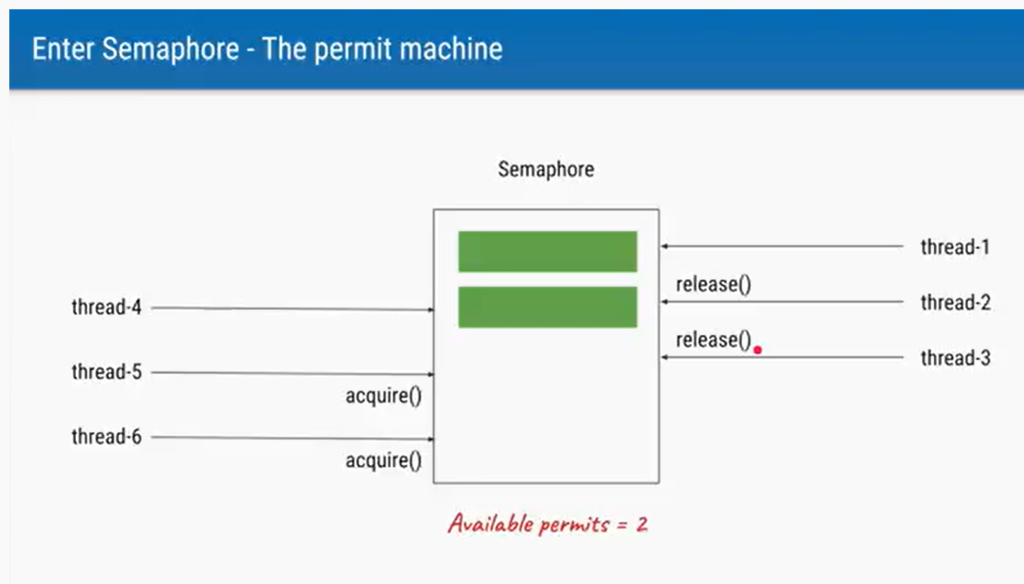 Enter Semaphore - The permit machine
Semaphore
thread-1
release()
thread-4
thread-2
release()
thread-3
thread-5
acquire()
thread-6
acquire()
Available permits = 2